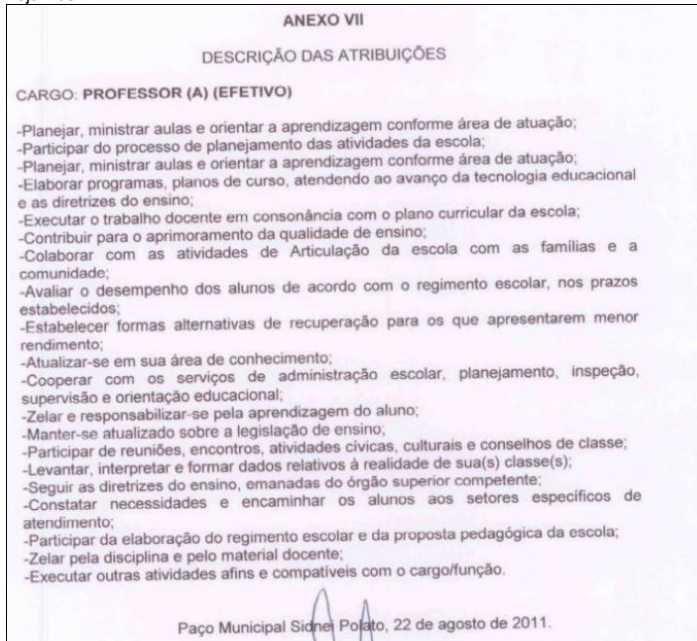 ANEXO VII
DESCRIÇÃO DAS ATRIBUIÇÕES
CARGO: PROFESSOR (A) (EFETIVO)
-Planejar, ministrar aulas e orientar a aprendizagem conforme área de atuação;
-Participar do processo de planejamento das atividades da escola;
-Planejar, ministrar aulas e orientar a aprendizagem conforme área de atuação;
-Elaborar programas, planos de curso, atendendo ao avanço da tecnologia educacional
e as diretrizes do ensino;
-Executar o trabalho docente em consonância com o plano curricular da escola;
-Contribuir para o aprimoramento da qualidade de ensino;
-Colaborar com as atividades de Articulação da escola com as famílias e a
comunidade;
-Avaliar o desempenho dos alunos de acordo com o regimento escolar, nos prazos
estabelecidos;
-Estabelecer formas alternativas de recuperação para os que apresentarem menor
rendimento;
-Atualizar-se em sua área de conhecimento;
-Cooperar com os serviços de administração escolar, planejamento, inspeção,
supervisão e orientação educacional;
-Zelar e responsabilizar-se pela aprendizagem do aluno;
-Manter-se atualizado sobre a legislação de ensino;
-Participar de reuniões, encontros, atividades cívicas, culturais e conselhos de classe;
-Levantar, interpretar e formar dados relativos à realidade de sua(s) classe(s);
-Seguir as diretrizes do ensino, emanadas do órgão superior competente;
-Constatar necessidades e encaminhar os alunos aos setores específicos de
atendimento;
-Participar da elaboração do regimento escolar e da proposta pedagógica da escola;
-Zelar pela disciplina e pelo material docente;
-Executar outras atividades afins e compatíveis com o cargo/função.
Paço Municipal Sidnei Polato, 22 de agosto de 2011.